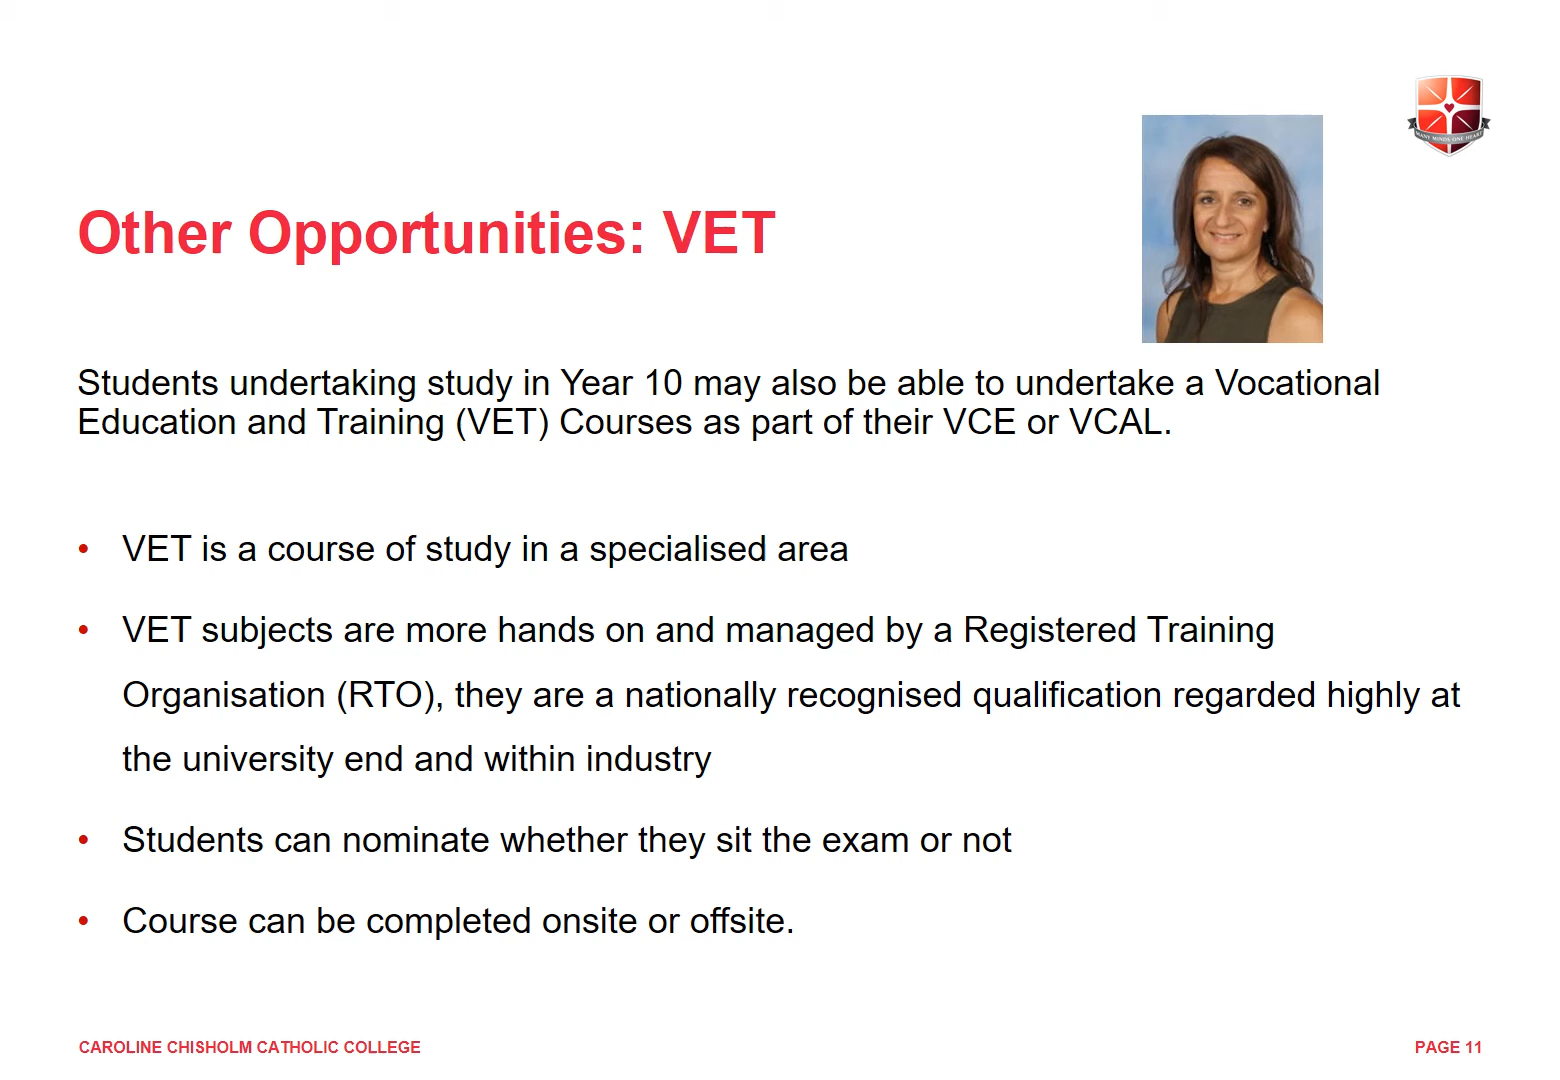 MANY MINDS ONE HEART
Other Opportunities: VET
Students undertaking study in Year 10 may also be able to undertake a Vocational
Education and Training (VET) Courses as part of their VCE or VCAL.
• VET is a course of study in a specialised area
• VET subjects are more hands on and managed by a Registered Training
Organisation (RTO), they are a nationally recognised qualification regarded highly at
the university end and within industry
• Students can nominate whether they sit the exam or not
• Course can be completed onsite or offsite.
CAROLINE CHISHOLM CATHOLIC COLLEGE
PAGE 11